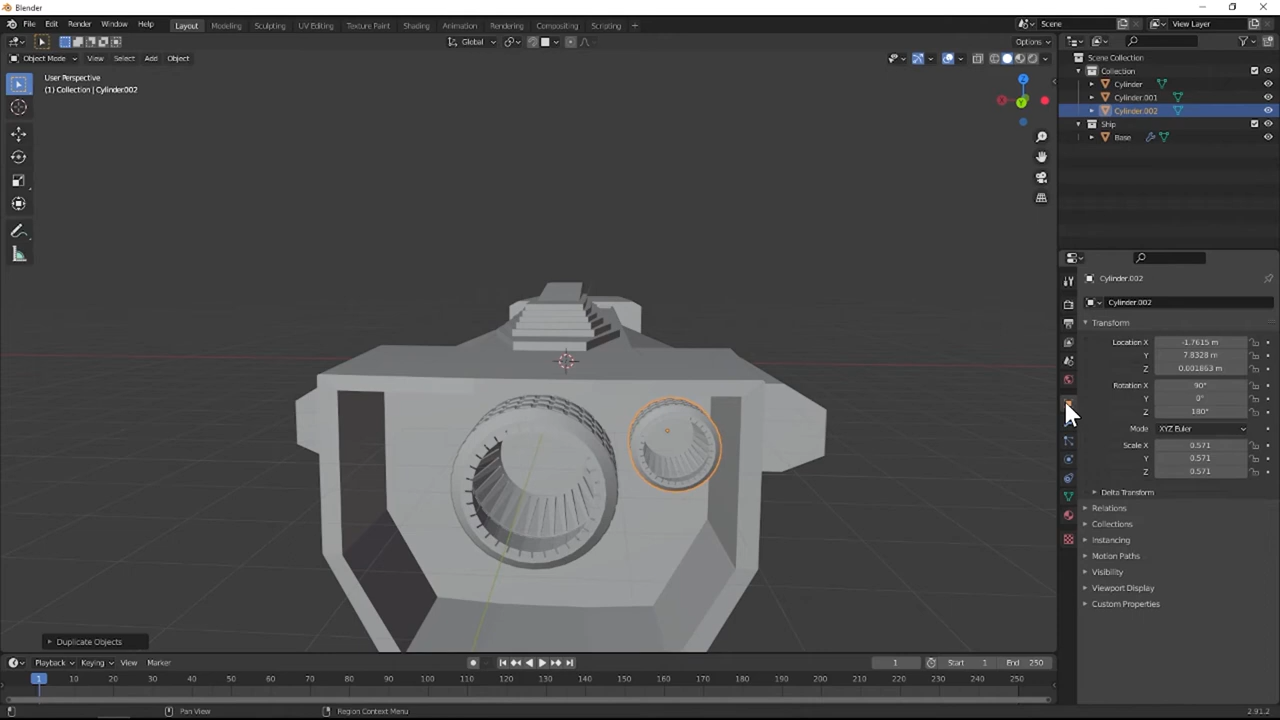 Blender
File Edit Render Window Help Layout Modeling Sculpting UV Editing Texture Paint Shading Animation Rendering Compositing Scripting + Scene View Layer
Global Options
Object Mode View Select Add Object
User Perspective
(1) Collection | Cylinder.002
Z
Y
Scene Collection
Collection
Cylinder
Cylinder.001
Cylinder.002
Ship
Base
Cylinder.002
Cylinder.002
Transform
Location X -1.7615 m
Y 7.8328 m
Z 0.001863 m
Rotation X 90°
Y 0°
Z 180°
Mode XYZ Euler
Scale X 0.571
Y 0.571
Z 0.571
Delta Transform
Relations
Collections
Instancing
Motion Paths
Visibility
Viewport Display
Custom Properties
Duplicate Objects
Playback Keying View Marker 1 Start 1 End 250
1 10 20 30 40 50 60 70 80 90 100 110 120 130 140 150 160 170 180 190 200 210 220 230 240 250
Pan View Region Context Menu 2.91.2